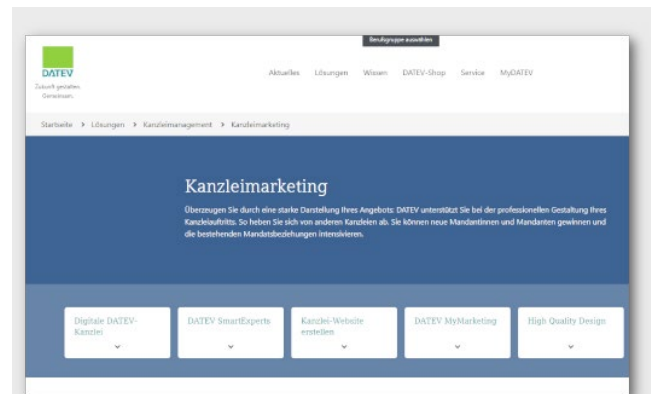 Berufsgruppe auswählen
DATEV
Zukunft gestalten.
Gemeinsam.
Aktuelles Lösungen Wissen DATEV-Shop Service MyDATEV
Startseite > Lösungen > Kanzleimanagement > Kanzleimarketing
Kanzleimarketing
Überzeugen Sie durch eine starke Darstellung Ihres Angebots: DATEV unterstützt Sie bei der professionellen Gestaltung Ihres
Kanzleiauftritts. So heben Sie sich von anderen Kanzleien ab. Sie können neue Mandantinnen und Mandanten gewinnen und
die bestehenden Mandatsbeziehungen intensivieren.
Digitale DATEV-
Kanzlei
DATEV SmartExperts
Kanzlei-Website
erstellen
DATEV MyMarketing
High Quality Design